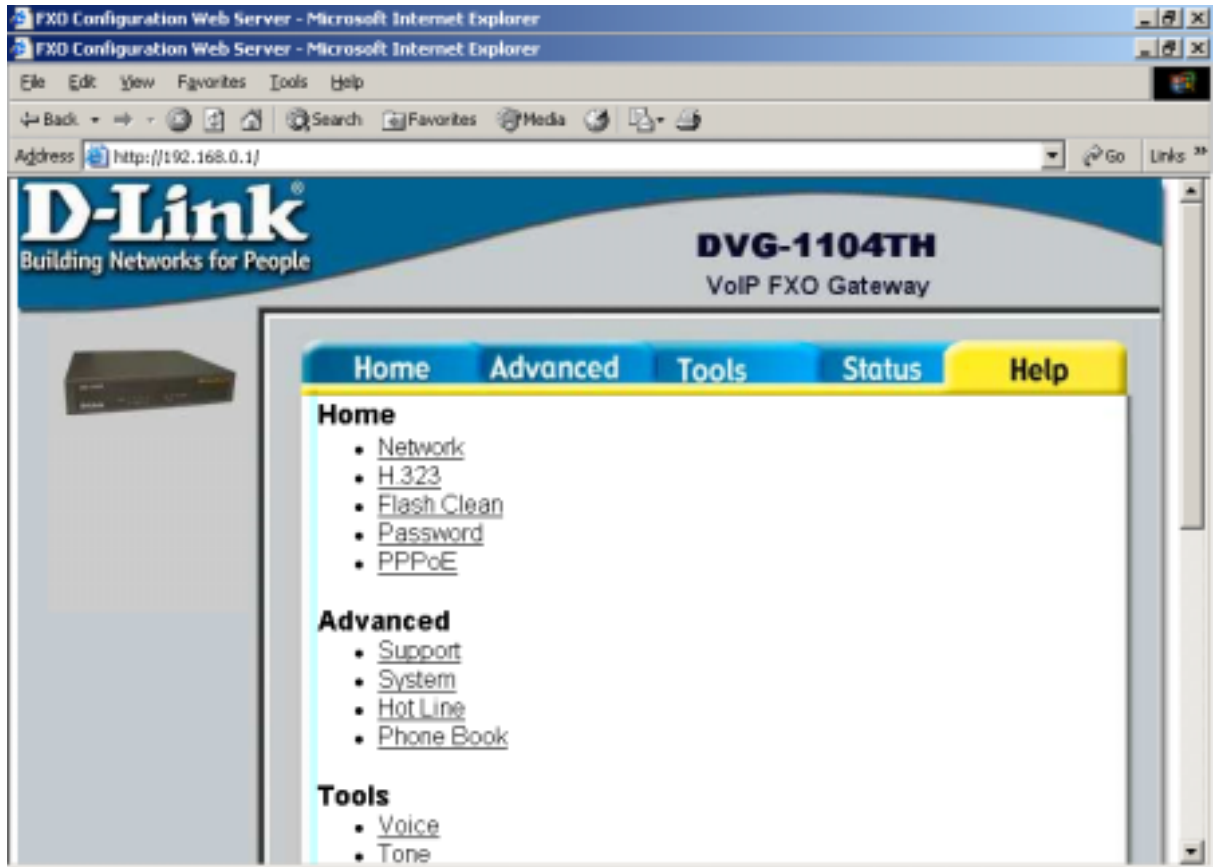 FXO Configuration Web Server - Microsoft Internet Explorer
FXO Configuration Web Server - Microsoft Internet Explorer
File Edit View Favorites Tools Help
Back Search Favorites Media
Address http://192.168.0.1/ Go Links »
D-Link®
Building Networks for People
DVG-1104TH
VoIP FXO Gateway
Home Advanced Tools Status Help
Home
• Network
• H.323
• Flash Clean
• Password
• PPPoE
Advanced
• Support
• System
• Hot Line
• Phone Book
Tools
• Voice
• Tone